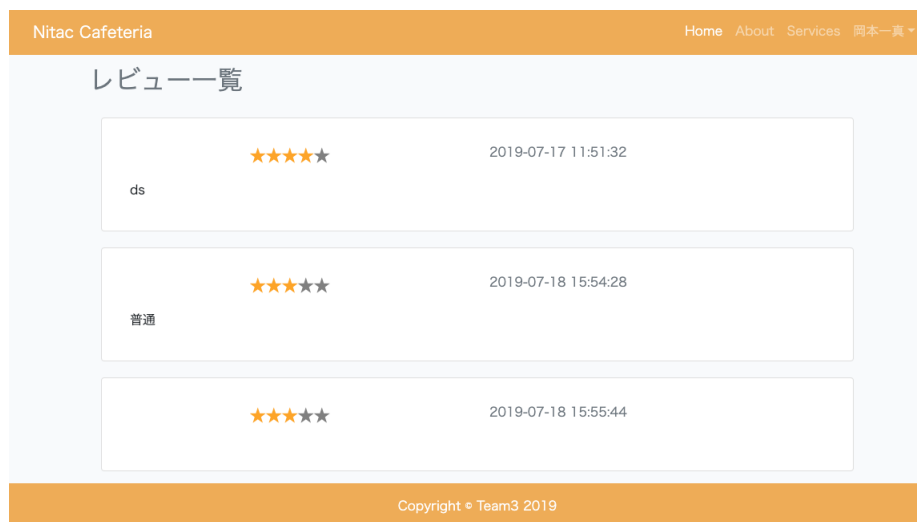 Nitac Cafeteria Home About Services 岡本一真
レビュー一覧
★★★★★ 2019-07-17 11:51:32
ds
★★★★★ 2019-07-18 15:54:28
普通
★★★★★ 2019-07-18 15:55:44
Copyright © Team3 2019